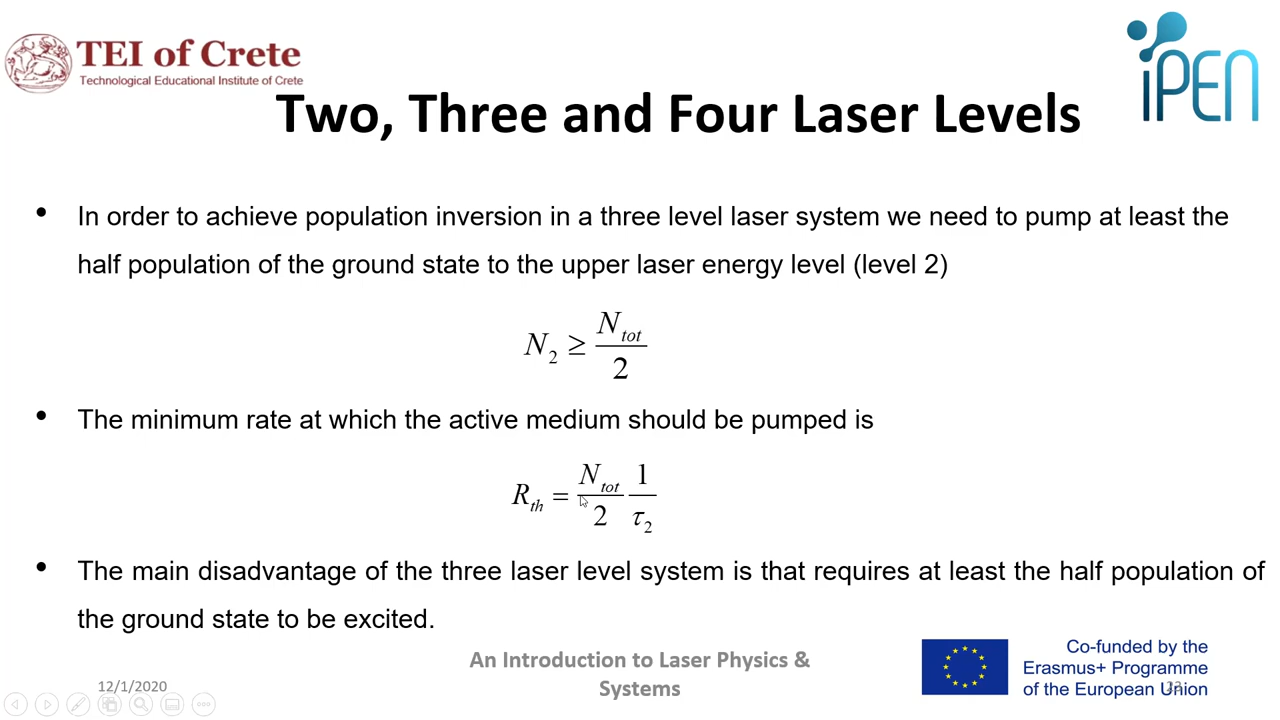 TEI of Crete
Technological Educational Institute of Crete
iPEN
Two, Three and Four Laser Levels
• In order to achieve population inversion in a three level laser system we need to pump at least the
half population of the ground state to the upper laser energy level (level 2)
N₂ ≥ N_tot / 2
• The minimum rate at which the active medium should be pumped is
R_th = N_tot / 2 1 / τ₂
• The main disadvantage of the three laser level system is that requires at least the half population of
the ground state to be excited.
An Introduction to Laser Physics &
Systems
12/1/2020
Co-funded by the
Erasmus+ Programme
of the European Union